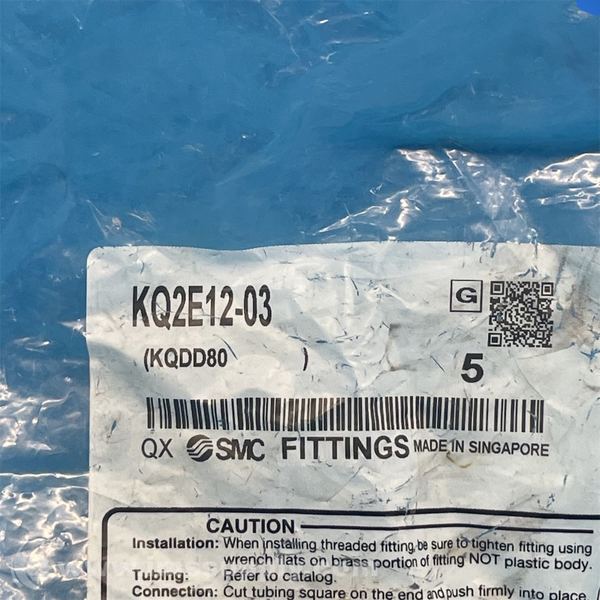 KQ2E12-03
G
(KQDD80 )
5
QX SMC FITTINGS MADE IN SINGAPORE
CAUTION
Installation: When installing threaded fitting, be sure to tighten fitting using
wrench flats on brass portion of fitting NOT plastic body.
Tubing: Refer to catalog.
Connection: Cut tubing square on the end and push firmly into place.